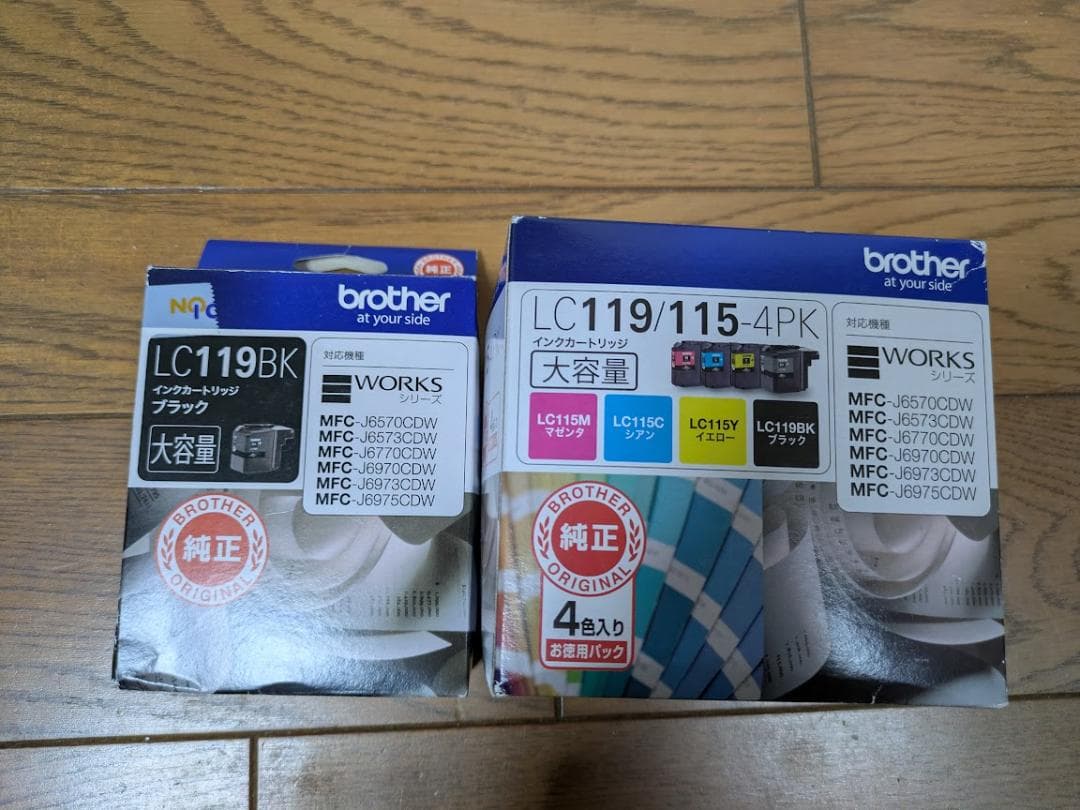 純正
NO
brother
at your side
LC119BK
インクカートリッジ
ブラック
大容量
対応機種
WORKS
シリーズ
MFC-J6570CDW
MFC-J6573CDW
MFC-J6770CDW
MFC-J6970CDW
MFC-J6973CDW
MFC-J6975CDW
BROTHER
純正
ORIGINAL
brother
at your side
LC119/115-4PK
インクカートリッジ
大容量
LC115M
マゼンタ
LC115C
シアン
LC115Y
イエロー
LC119BK
ブラック
対応機種
WORKS
シリーズ
MFC-J6570CDW
MFC-J6573CDW
MFC-J6770CDW
MFC-J6970CDW
MFC-J6973CDW
MFC-J6975CDW
BROTHER
純正
ORIGINAL
4色入り
お徳用パック